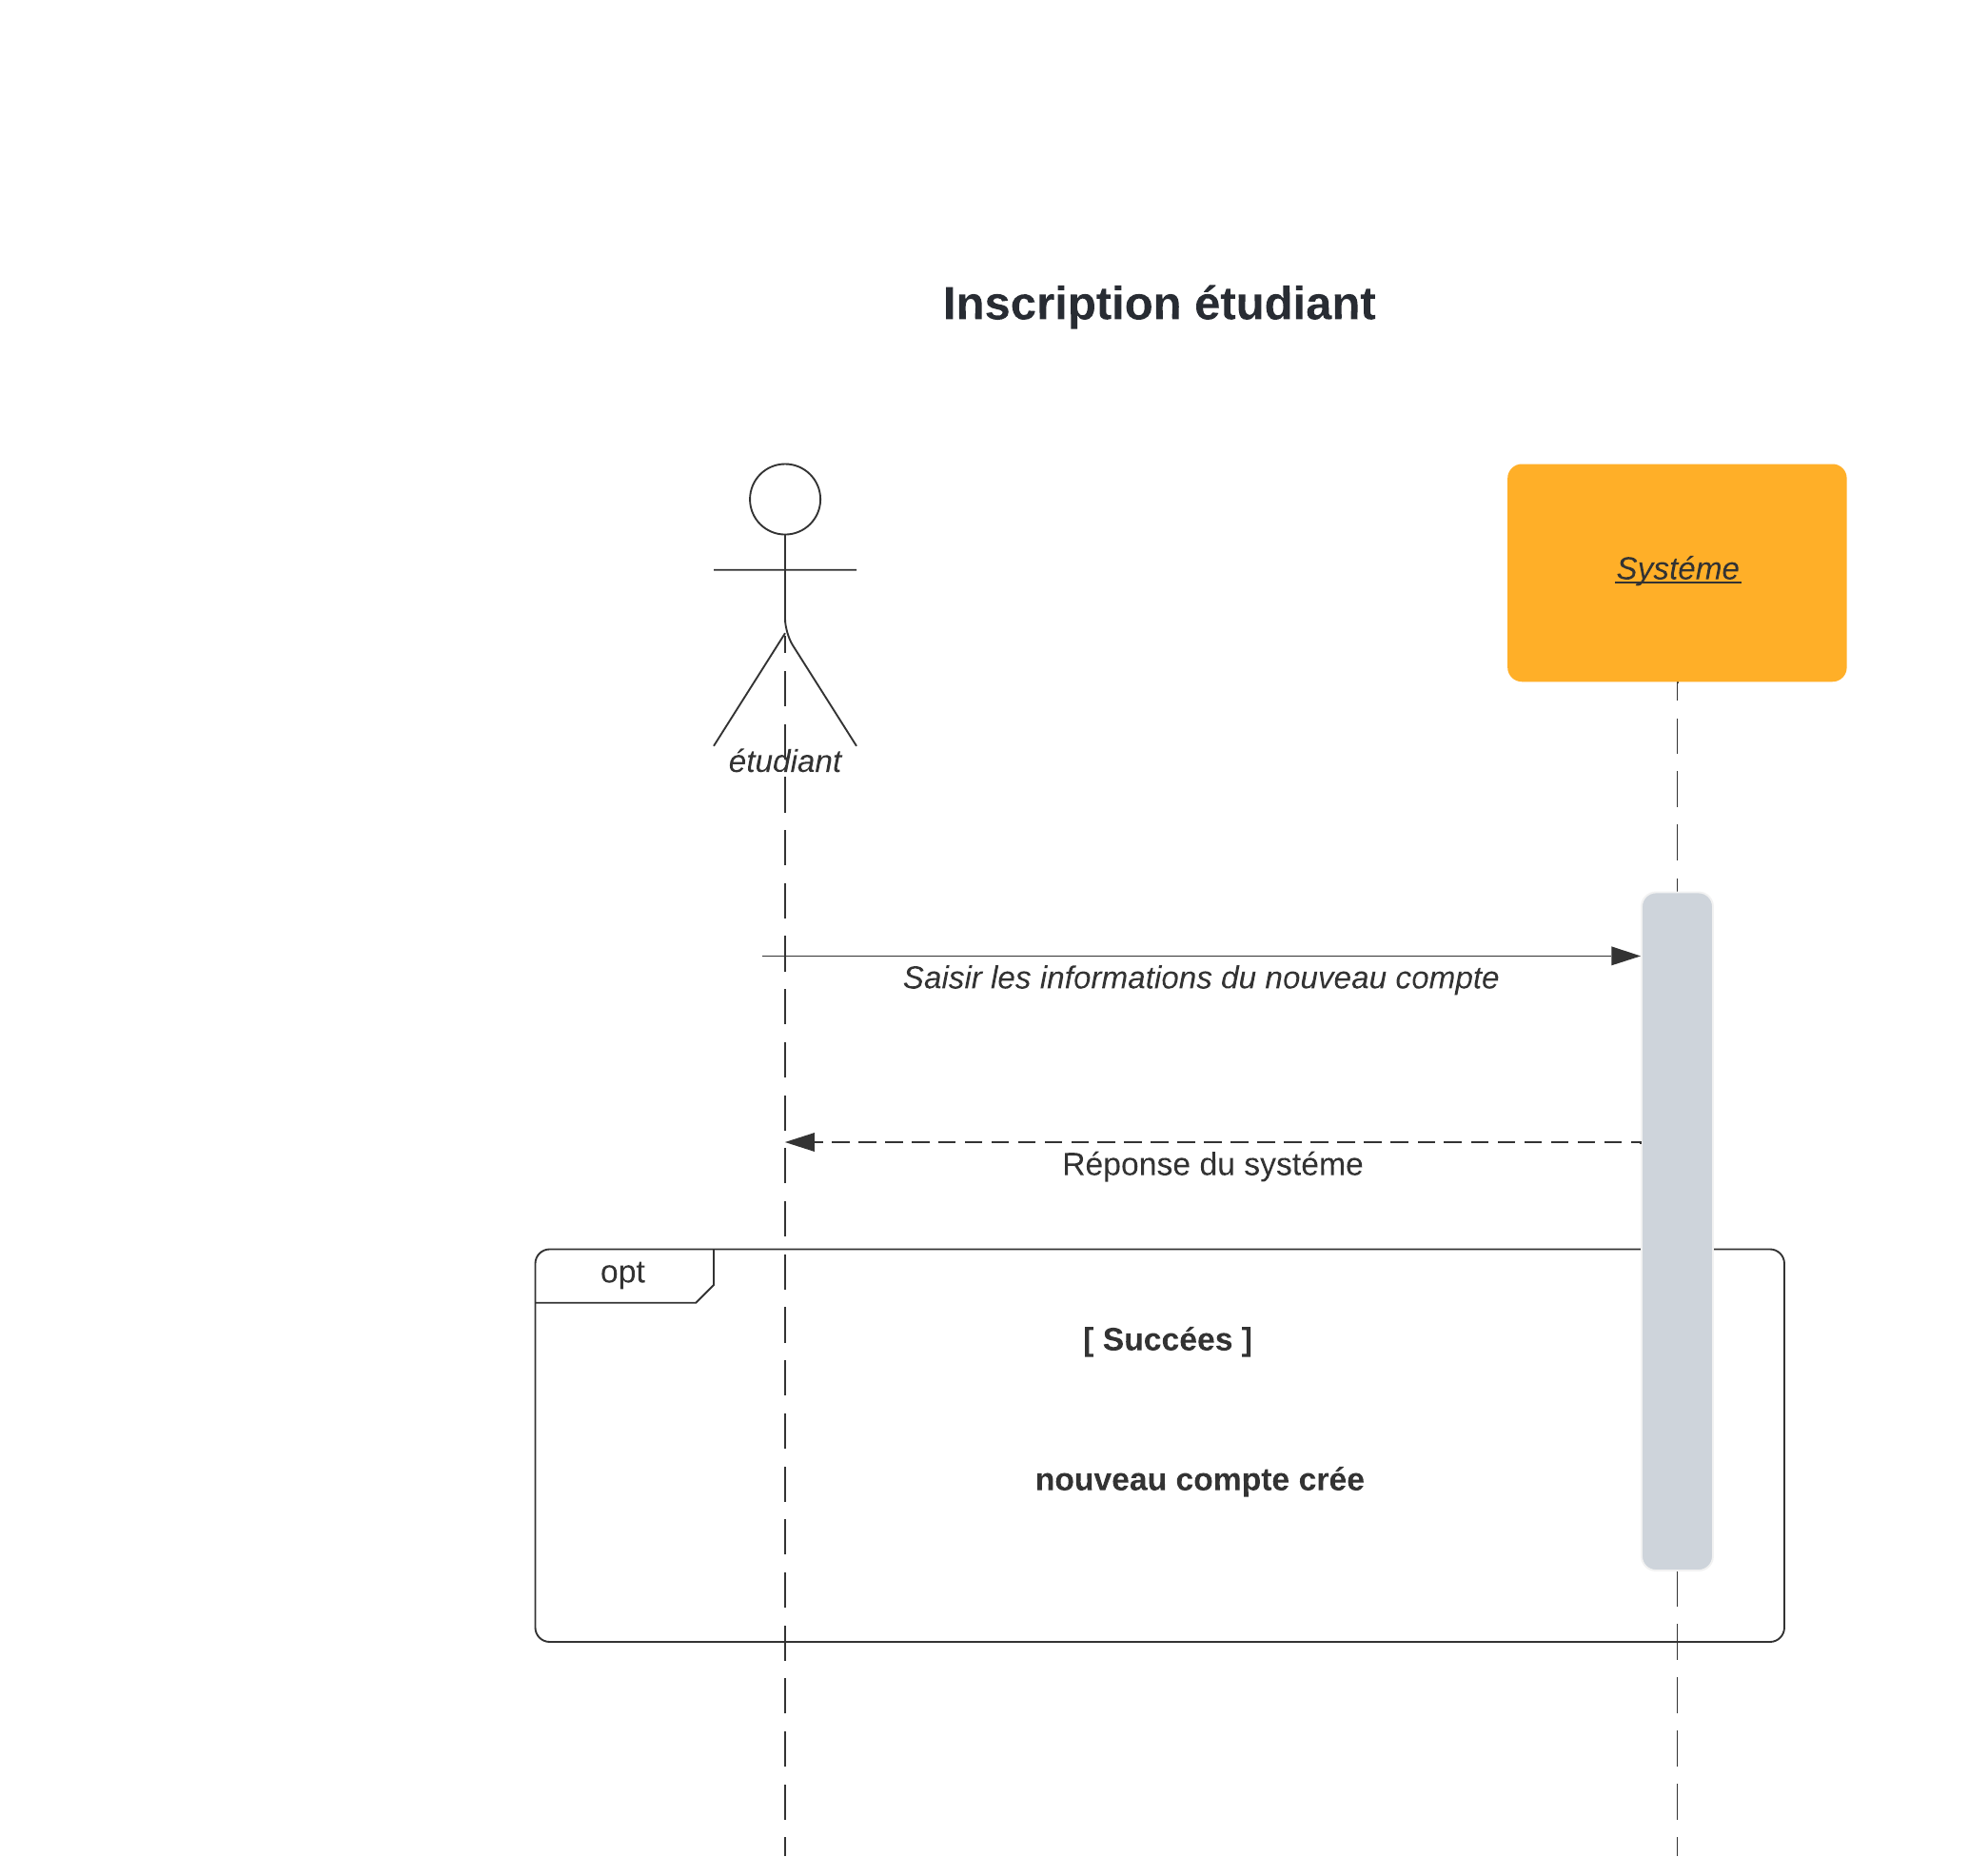 Inscription étudiant
Systéme
étudiant
Saisir les informations du nouveau compte
Réponse du systéme
opt
[ Succées ]
nouveau compte crée